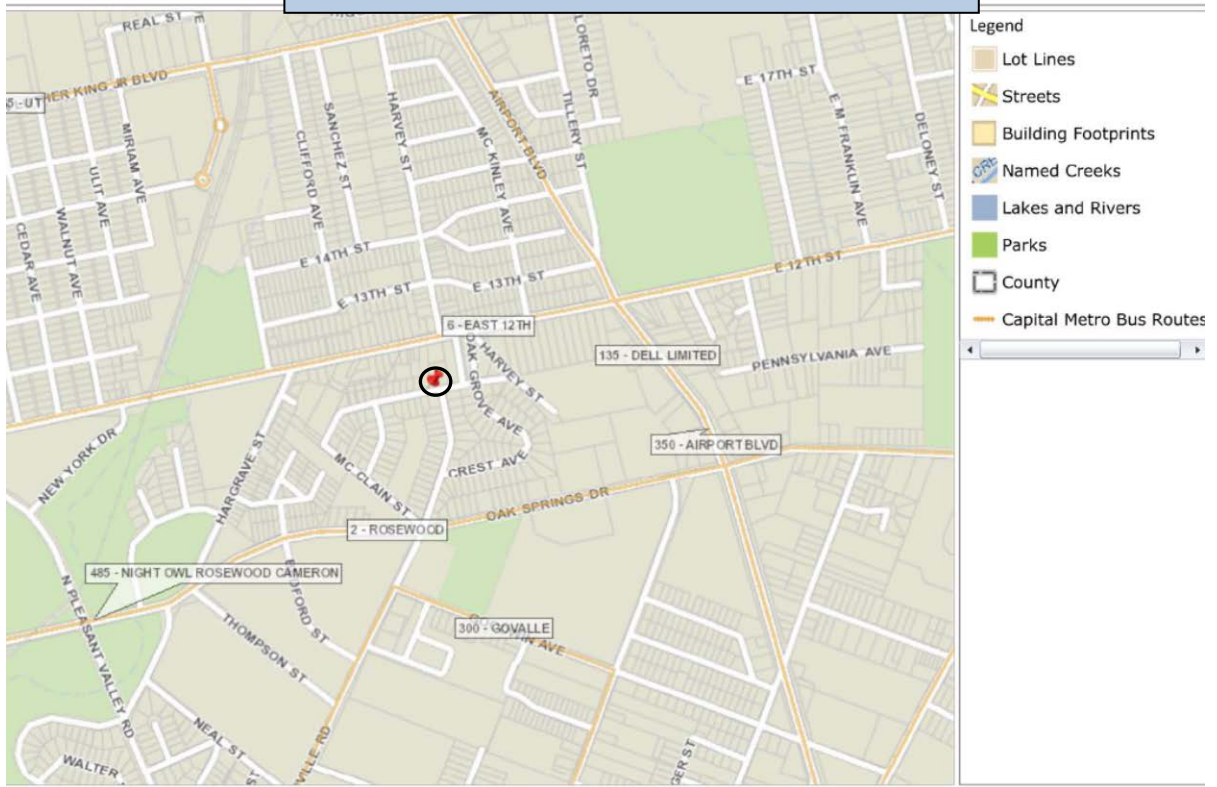 REAL ST
E
LORETO DR
Legend
Lot Lines
Streets
Building Footprints
Named Creeks
Lakes and Rivers
Parks
County
Capital Metro Bus Routes
HER KING JR BLVD
5 - UT
MIRIAM AVE
ULIT AVE
WALNUT AVE
CEDAR AVE
CLIFFORD AVE
SANCHEZ ST
HARVEY ST
MC KINLEY AVE
AIRPORT BLVD
TILLERY ST
E 17TH ST
E M FRANKLIN AVE
DELONEY ST
E 14TH ST
E 13TH ST
E 13TH ST
E 12TH ST
6 - EAST 12TH
135 - DELL LIMITED
PENNSYLVANIA AVE
HARVEY ST
OAK GROVE AVE
350 - AIRPORT BLVD
NEW YORK DR
HARGRAVE ST
MC CLAIN ST
CREST AVE
OAK SPRINGS DR
2 - ROSEWOOD
485 - NIGHT OWL ROSEWOOD CAMERON
N PLEASANT VALLEY RD
THOMPSON ST
300 - GOVALLE
AVE
NEAL ST
VILLE RD
WALTER
GER ST